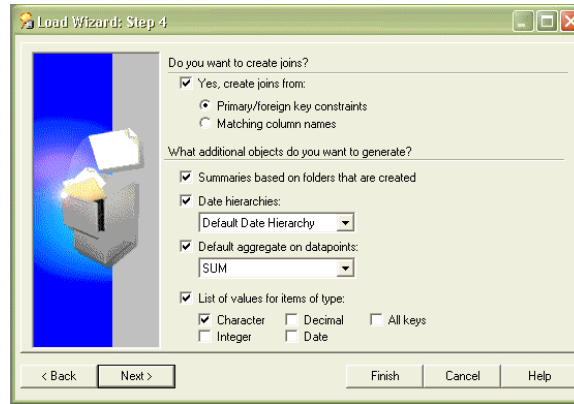 Load Wizard: Step 4
Do you want to create joins?
Yes, create joins from:
Primary/foreign key constraints
Matching column names
What additional objects do you want to generate?
Summaries based on folders that are created
Date hierarchies:
Default Date Hierarchy
Default aggregate on datapoints:
SUM
List of values for items of type:
Character Decimal All keys
Integer Date
< Back Next > Finish Cancel Help